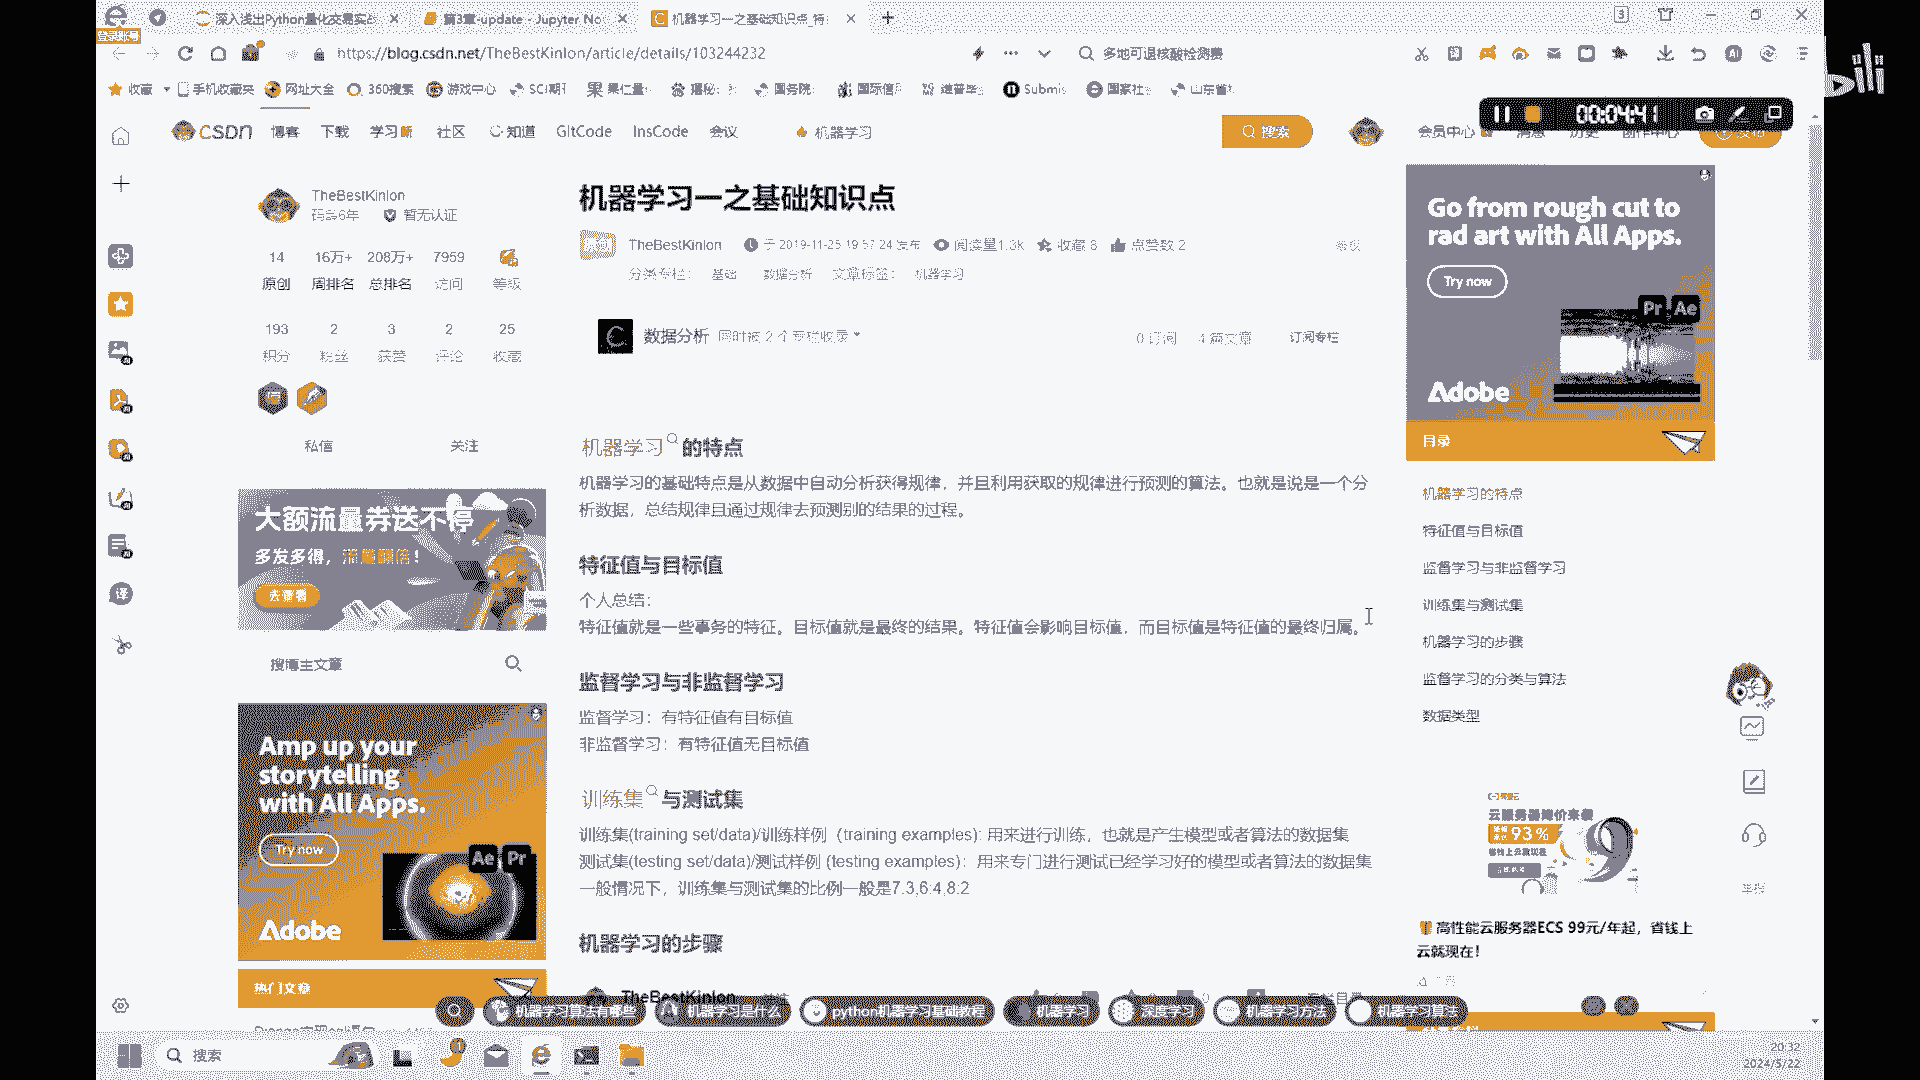 深入浅出Python量化交易实战
第3章-update - Jupyter No
机器学习一之基础知识点_特
3
登录账号
https://blog.csdn.net/TheBestKinlon/article/details/103244232
多地可退核酸检测费
收藏 手机收藏夹 网址大全 360搜索 游戏中心 SCI期刊 果仁量 揭秘: 国务院 国际信 Submis 国家社 山东省
00:04:41
CSDN 博客 下载 学习 社区 知道 GitCode InsCode 会议 机器学习 搜索 会员中心 消息 历史 创作中心
TheBestKinlon
码龄6年 暂无认证
14 16万+ 208万+ 7959
原创 周排名 总排名 访问 等级
193 2 3 2 25
积分 粉丝 获赞 评论 收藏
私信 关注
大额流量券送不停
多发多得，流量翻倍！
去查看
搜博主文章
Amp up your
storytelling
with All Apps.
Try now
Ae Pr
Adobe
热门文章
机器学习一之基础知识点
原创 TheBestKinlon 于 2019-11-25 19:57:24 发布 阅读量1.3k 收藏 8 点赞数 2
分类专栏： 基础 数据分析 文章标签： 机器学习
数据分析 同时被 2 个专栏收录 0 订阅 4 篇文章 订阅专栏
机器学习的特点
机器学习的基础特点是从数据中自动分析获得规律，并且利用获取的规律进行预测的算法。也就是说是一个分
析数据，总结规律且通过规律去预测别的结果的过程。
特征值与目标值
个人总结：
特征值就是一些事务的特征。目标值就是最终的结果。特征值会影响目标值，而目标值是特征值的最终归属。
监督学习与非监督学习
监督学习：有特征值有目标值
非监督学习：有特征值无目标值
训练集与测试集
训练集(training set/data)/训练样例（training examples): 用来进行训练，也就是产生模型或者算法的数据集
测试集(testing set/data)/测试样例 (testing examples)：用来专门进行测试已经学习好的模型或者算法的数据集
一般情况下，训练集与测试集的比例一般是7:3,6:4,8:2
机器学习的步骤
TheBestKinlon
机器学习算法有哪些 机器学习是什么 python机器学习基础教程 机器学习 深度学习 机器学习方法 机器学习算法
Go from rough cut to
rad art with All Apps.
Try now
Pr Ae
Adobe
目录
机器学习的特点
特征值与目标值
监督学习与非监督学习
训练集与测试集
机器学习的步骤
监督学习的分类与算法
数据类型
云服务器降价来袭
93%
高性能云服务器ECS 99元/年起，省钱上
云就现在！
举报
搜索
20:32
2024/5/22
bili